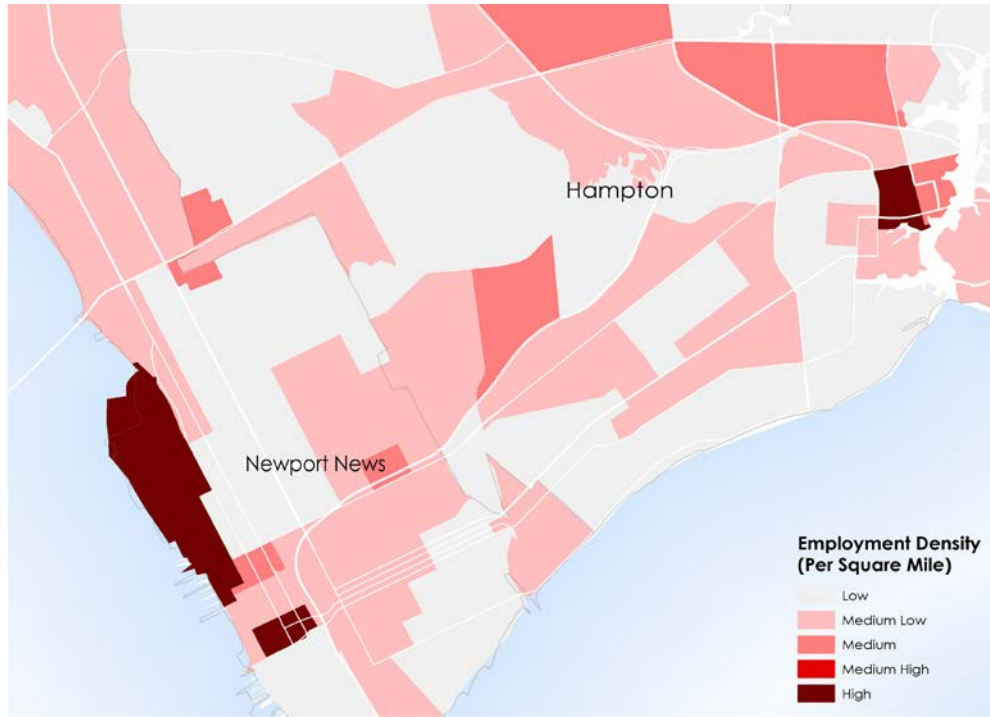 Hampton
Newport News
Employment Density
(Per Square Mile)
Low
Medium Low
Medium
Medium High
High